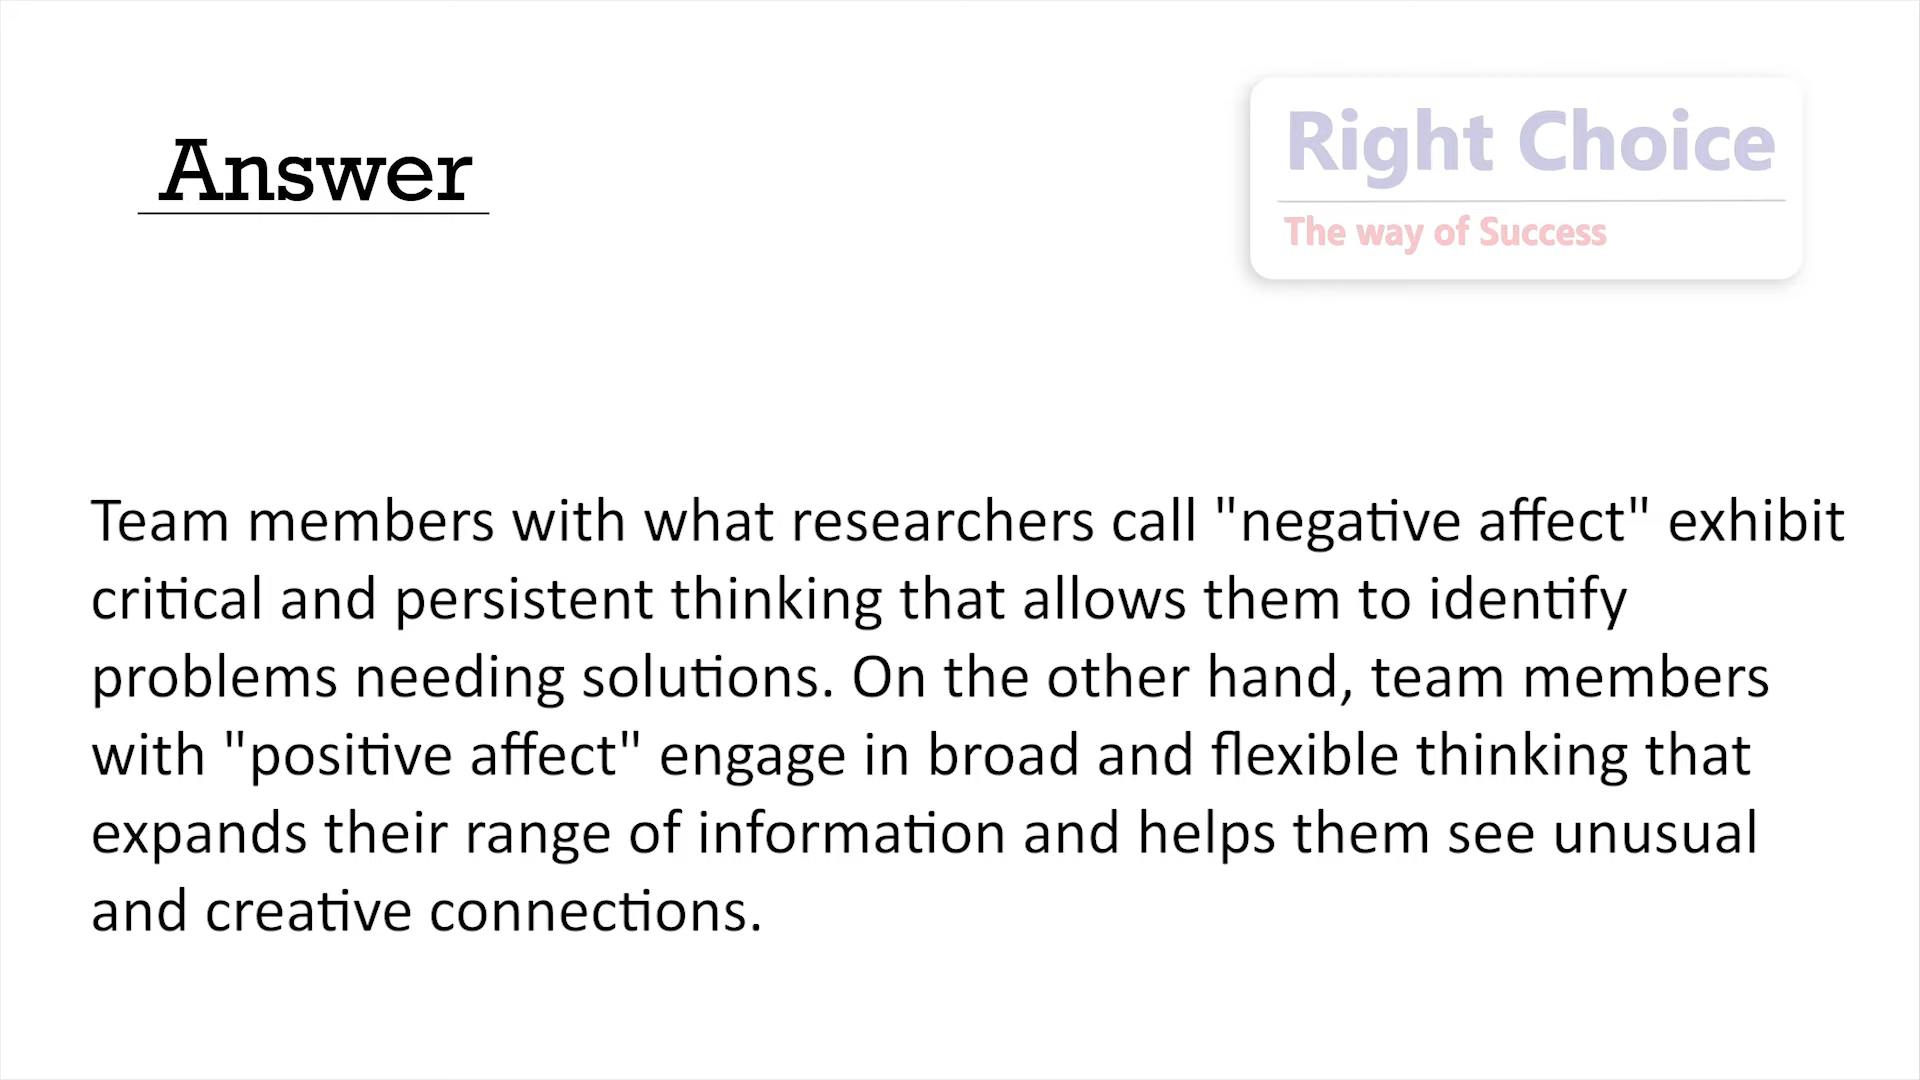 Answer
Right Choice
The way of Success
Team members with what researchers call "negative affect" exhibit
critical and persistent thinking that allows them to identify
problems needing solutions. On the other hand, team members
with "positive affect" engage in broad and flexible thinking that
expands their range of information and helps them see unusual
and creative connections.